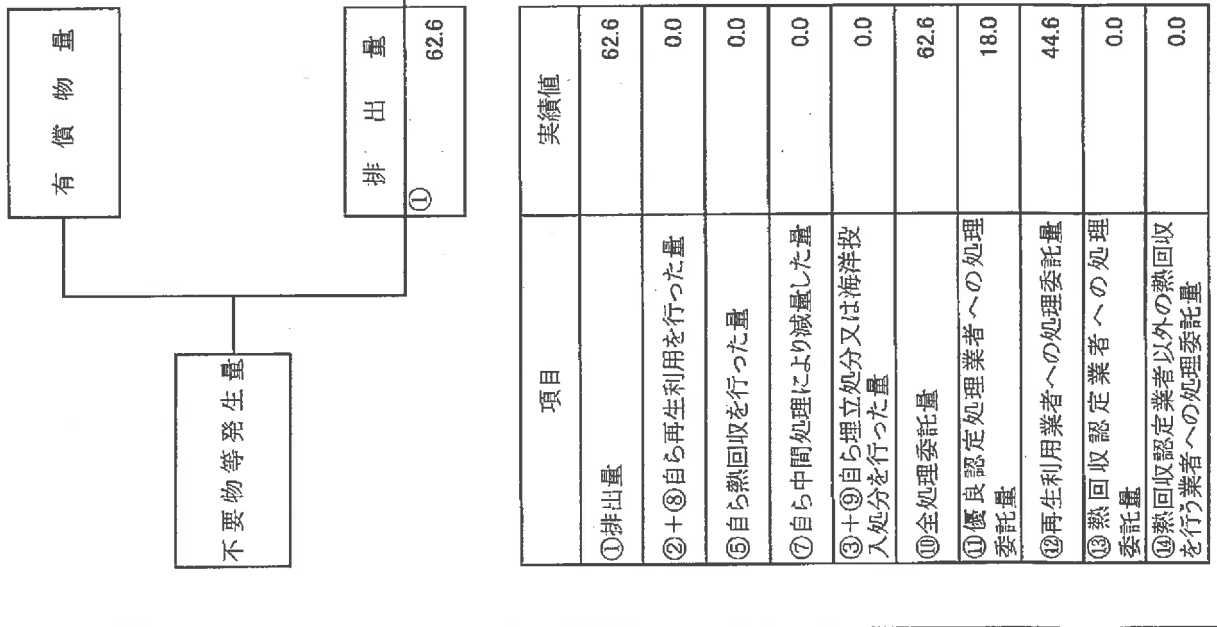 不要物等発生量
有償物量
排出量
① 62.6
項目 実績値
①排出量 62.6
②+⑧自ら再生利用を行った量 0.0
⑤自ら熱回収を行った量 0.0
⑦自ら中間処理により減量した量 0.0
③+⑨自ら埋立処分又は海洋投
入処分を行った量 0.0
⑩全処理委託量 62.6
⑪優良認定処理業者への処理
委託量 18.0
⑫再生利用業者への処理委託量 44.6
⑬熱回収認定業者への処理
委託量 0.0
⑭熱回収認定業者以外の熱回収
を行う業者への処理委託量 0.0